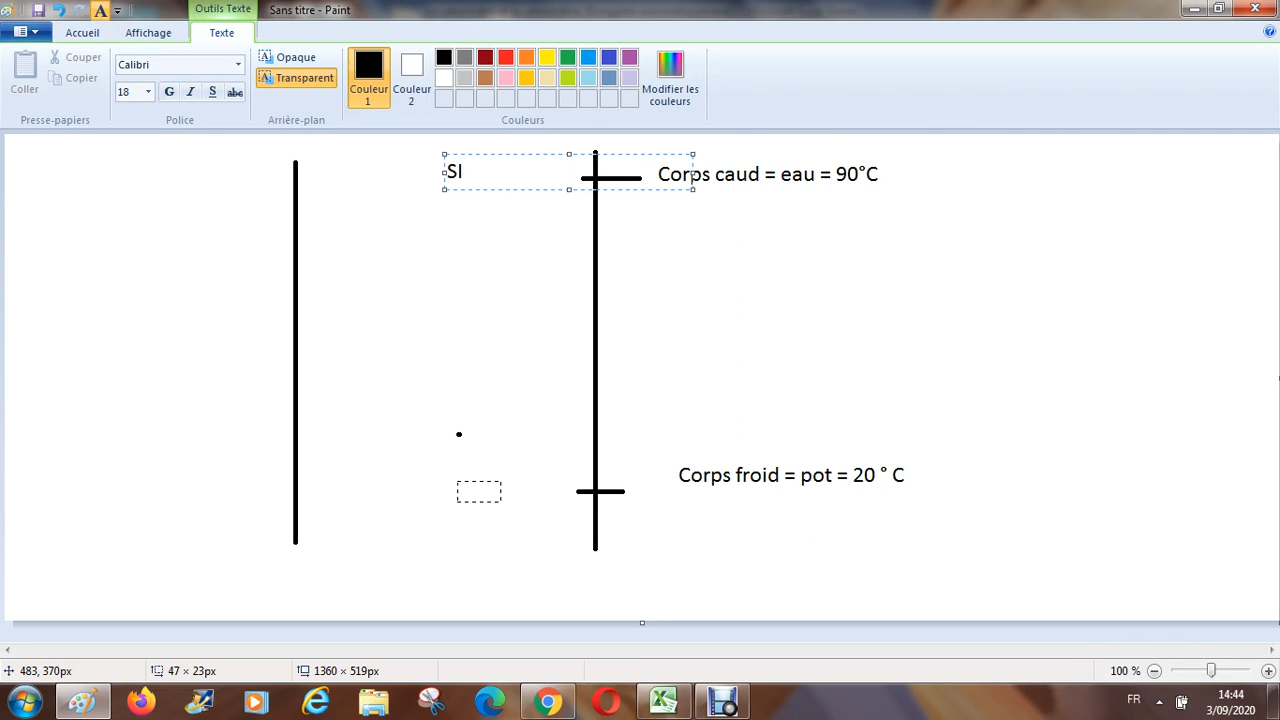 Outils Texte
Sans titre - Paint
Accueil
Affichage
Texte
Coller
Couper
Copier
Presse-papiers
Calibri
18
G I S abc
Police
Opaque
Transparent
Arrière-plan
Couleur 1
Couleur 2
Modifier les couleurs
Couleurs
SI
Corps caud = eau = 90°C
Corps froid = pot = 20 ° C
483, 370px
47 × 23px
1360 × 519px
100 %
FR
14:44
3/09/2020